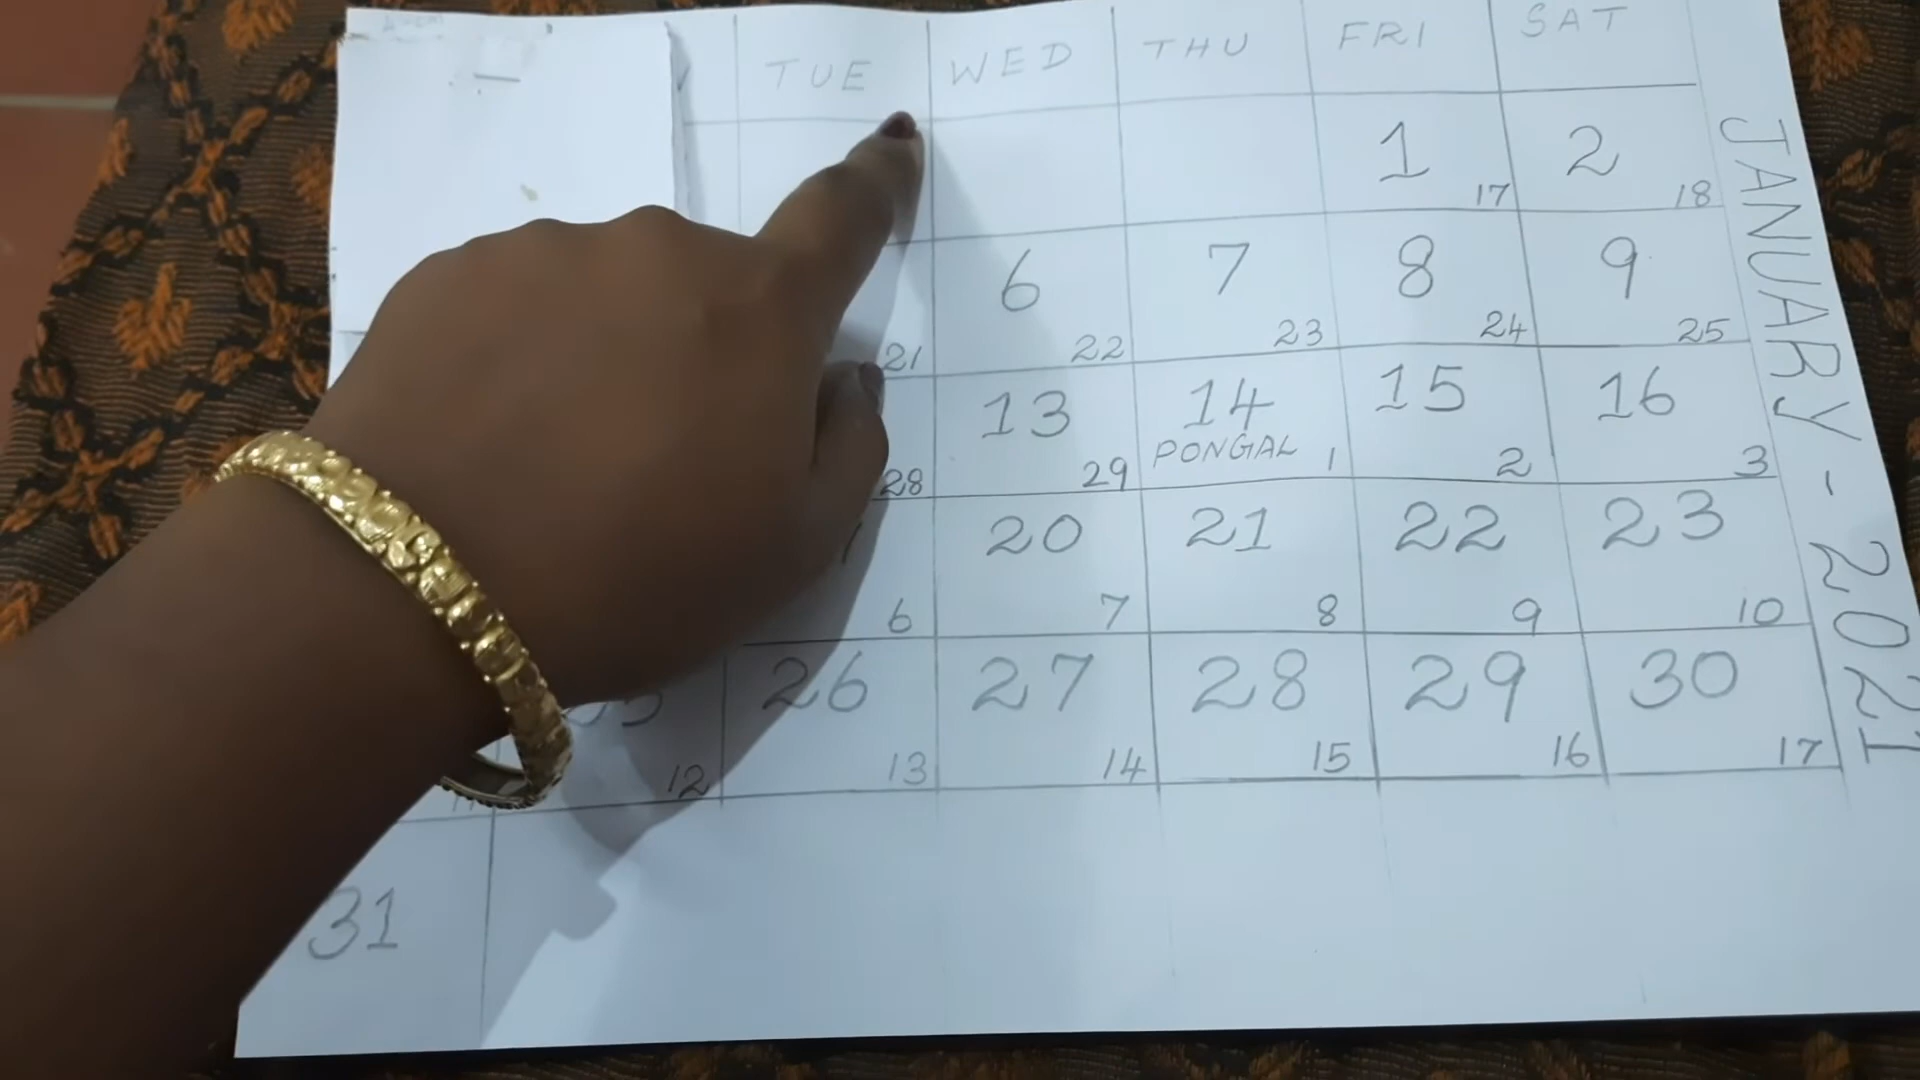 TUE WED THU FRI SAT
1 2
17 18
6 7 8 9
21 22 23 24 25
13 14 15 16
PONGAL
28 29 1 2 3
20 21 22 23
6 7 8 9 10
26 27 28 29 30
12 13 14 15 16 17
31
JANUARY - 2021